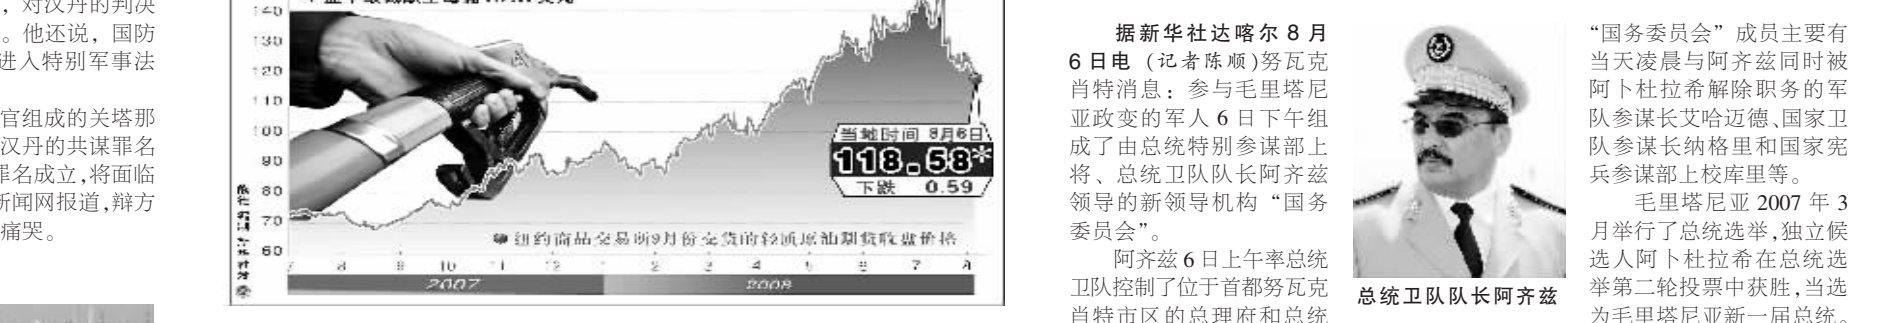 ，对汉丹的判决
。他还说，国防
进入特别军事法
官组成的关塔那
汉丹的共谋罪名
罪名成立,将面临
新闻网报道,辩方
痛哭。
140
130
120
110
100
90
80
70
60
当地时间 8月6日
118.58*
下跌 0.59
纽约商品交易所9月份交货的轻质原油期货收盘价格
7 8 9 10 11 12 1 2 3 4 5 6 7 8
2007 2008
据新华社达喀尔 8 月
6 日电 (记者陈顺)努瓦克
肖特消息：参与毛里塔尼
亚政变的军人 6 日下午组
成了由总统特别参谋部上
将、总统卫队队长阿齐兹
领导的新领导机构“国务
委员会”。
阿齐兹 6 日上午率总统
卫队控制了位于首都努瓦克
肖特市区的总理府和总统
总统卫队队长阿齐兹
“国务委员会”成员主要有
当天凌晨与阿齐兹同时被
阿卜杜拉希解除职务的军
队参谋长艾哈迈德、国家卫
队参谋长纳格里和国家宪
兵参谋部上校库里等。
毛里塔尼亚 2007 年 3
月举行了总统选举,独立候
选人阿卜杜拉希在总统选
举第二轮投票中获胜,当选
为毛里塔尼亚新一届总统。